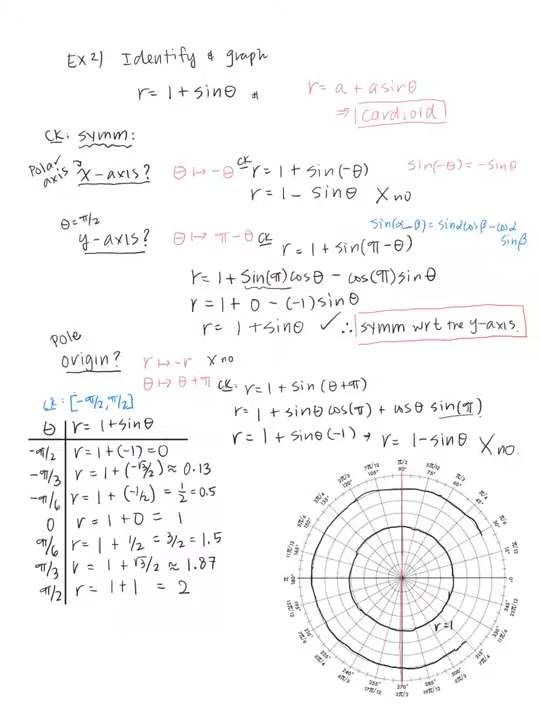 Ex 2) Identify & graph
r = 1 + sinθ
r = a + a sinθ
⇒ cardioid
CK: symm:
Polar axis
x-axis? θ ↦ -θ CK r = 1 + sin(-θ) sin(-θ) = -sinθ
r = 1 - sinθ X no
θ = π/2
y-axis? θ ↦ π - θ CK r = 1 + sin(π - θ)
sin(α - β) = sinα cosβ - cosα sinβ
r = 1 + sin(π)cosθ - cos(π)sinθ
r = 1 + 0 - (-1) sinθ
r = 1 + sinθ ✓ ∴ symm wrt the y-axis.
Pole
origin? r ↦ -r X no
θ ↦ θ + π CK: r = 1 + sin(θ+π)
r = 1 + sinθ cos(π) + cosθ sin(π)
r = 1 + sinθ(-1) → r = 1 - sinθ X no.
CK: [-π/2, π/2]
θ r = 1 + sinθ
-π/2 r = 1 + (-1) = 0
-π/3 r = 1 + (-√3/2) ≈ 0.13
-π/6 r = 1 + (-1/2) = 1/2 = 0.5
0 r = 1 + 0 = 1
π/6 r = 1 + 1/2 = 3/2 = 1.5
π/3 r = 1 + √3/2 ≈ 1.87
π/2 r = 1 + 1 = 2
r = 1
π/2
90°
180°
0°
270°